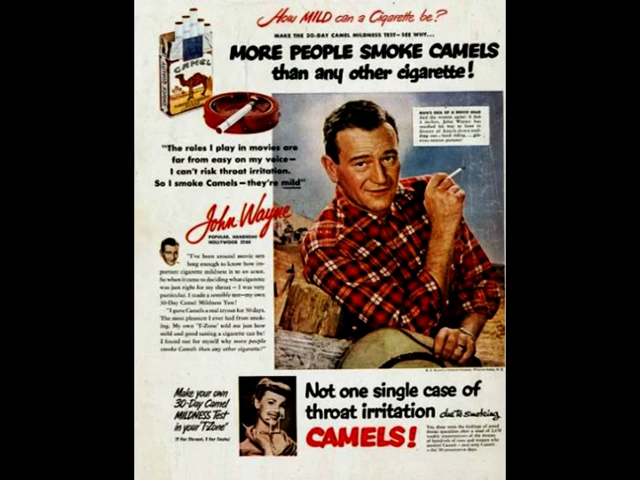 How MILD can a Cigarette be?
MAKE THE 30-DAY CAMEL MILDNESS TEST—SEE WHY...
MORE PEOPLE SMOKE CAMELS
than any other cigarette!
CAMEL
"The roles I play in movies are
far from easy on my voice—
I can't risk throat irritation.
So I smoke Camels—they're mild"
John Wayne
POPULAR, HANDSOME
HOLLYWOOD STAR
"I've been around movie sets
long enough to know how im-
portant cigarette mildness is to an actor.
So when it came to deciding what cigarette
was just right for my throat—I was very
particular. I made a sensible test—my own
30-Day Camel Mildness Test!
"I gave Camels a real tryout for 30 days.
The most pleasure I ever had from smok-
ing. My own 'T-Zone' told me just how
mild and good tasting a cigarette can be!
I found out for myself why more people
smoke Camels than any other cigarette!"
Make your own
30-Day Camel
MILDNESS Test
in your "T-Zone"
(T for Throat, T for Taste)
Not one single case of
throat irritation due to smoking
CAMELS!